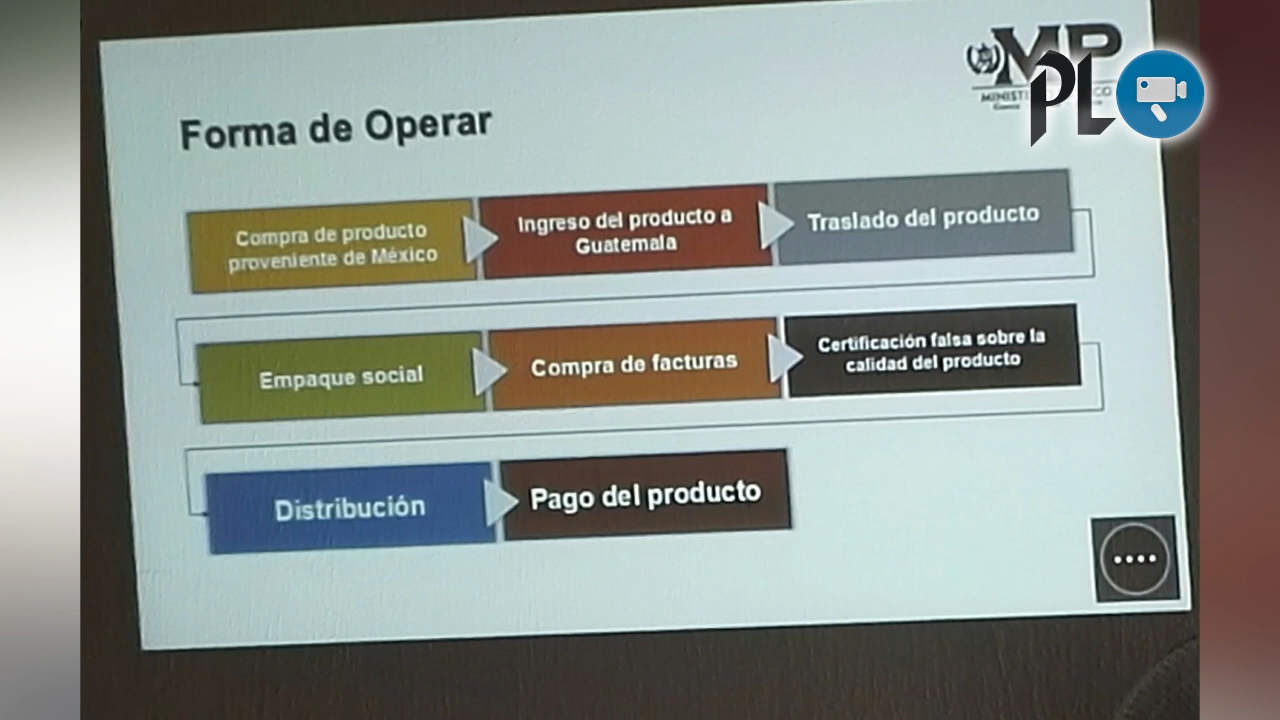 MP
PL
Forma de Operar
Compra de producto
proveniente de México
Ingreso del producto a
Guatemala
Traslado del producto
Empaque social
Compra de facturas
Certificación falsa sobre la
calidad del producto
Distribución
Pago del producto